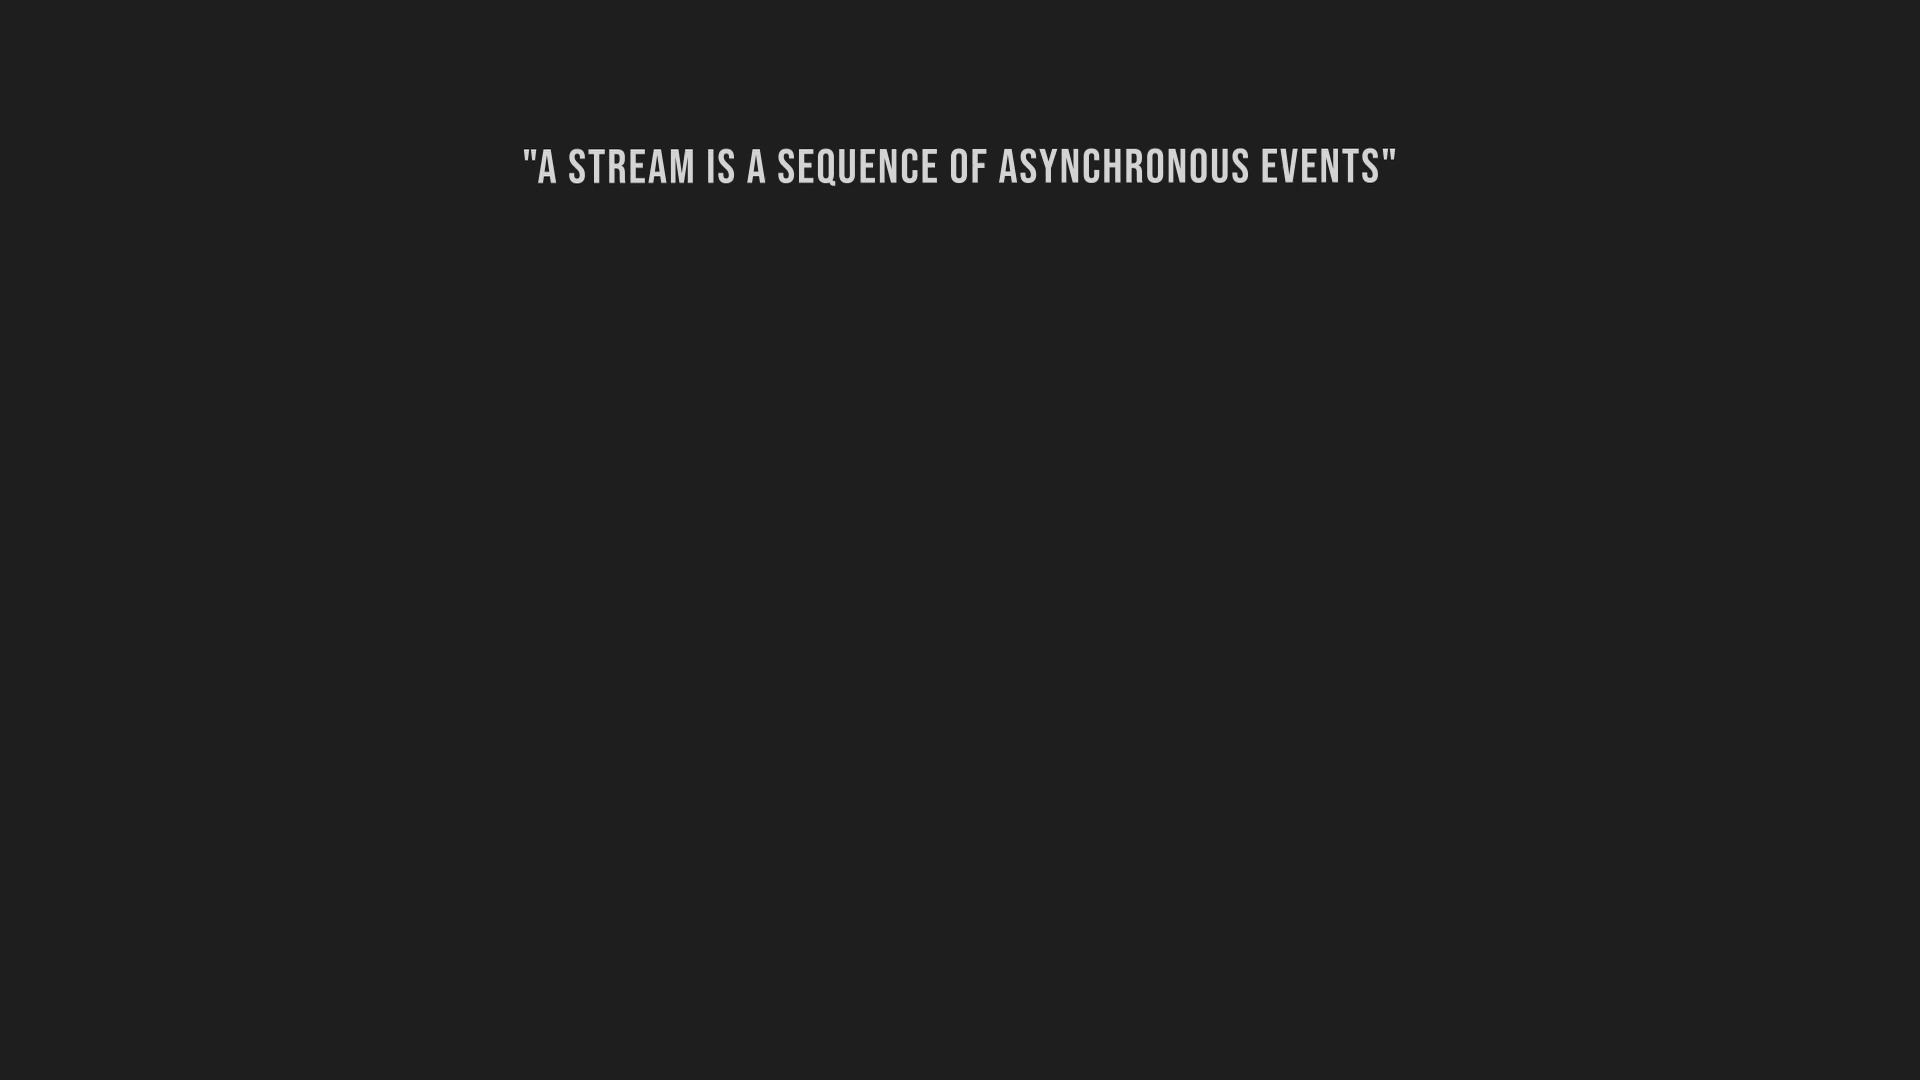 "A STREAM IS A SEQUENCE OF ASYNCHRONOUS EVENTS"